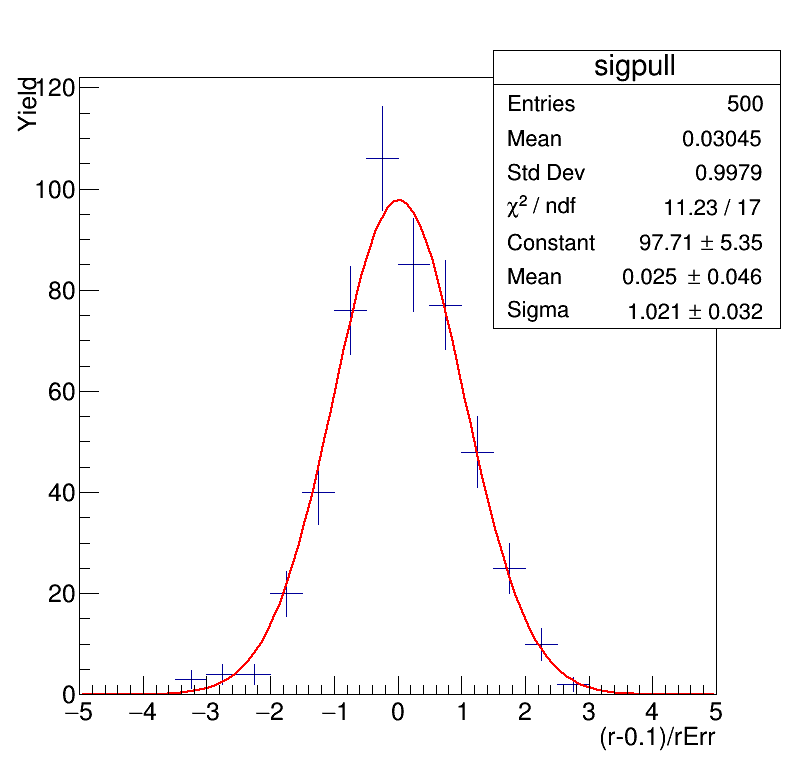 sigpull
Entries 500
Mean 0.03045
Std Dev 0.9979
χ² / ndf 11.23 / 17
Constant 97.71 ± 5.35
Mean 0.025 ± 0.046
Sigma 1.021 ± 0.032
Yield
120
100
80
60
40
20
0
−5 −4 −3 −2 −1 0 1 2 3 4 5
(r-0.1)/rErr